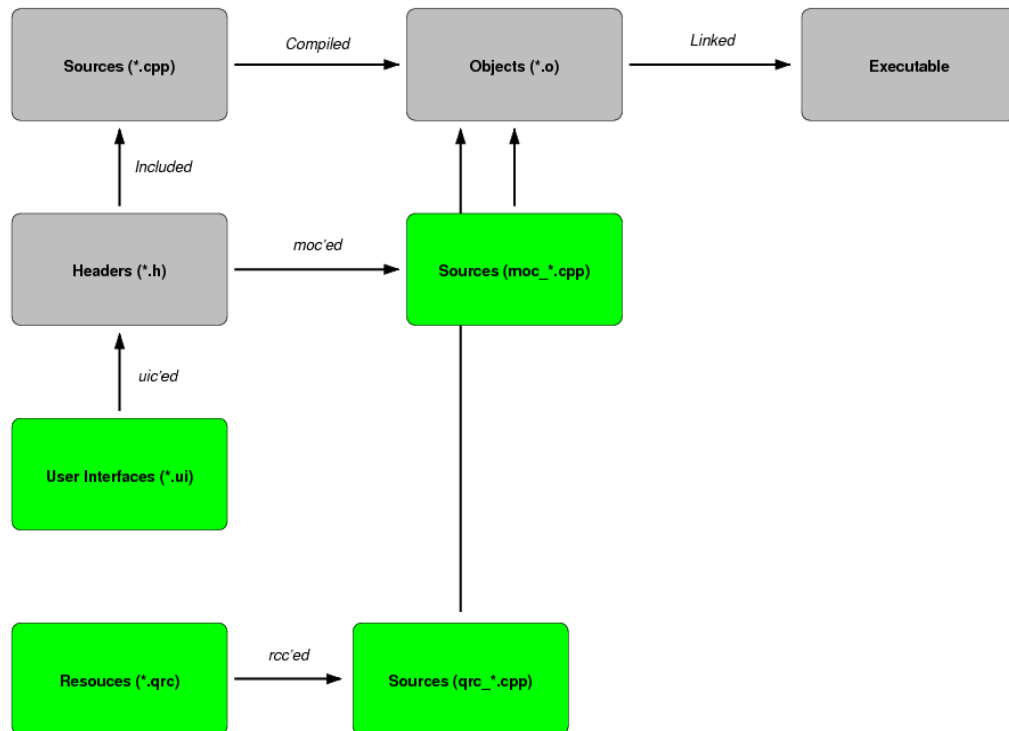 Compiled
Linked
Sources (*.cpp)
Objects (*.o)
Executable
Included
moc'ed
Headers (*.h)
Sources (moc_*.cpp)
uic'ed
User Interfaces (*.ui)
rcc'ed
Resouces (*.qrc)
Sources (qrc_*.cpp)